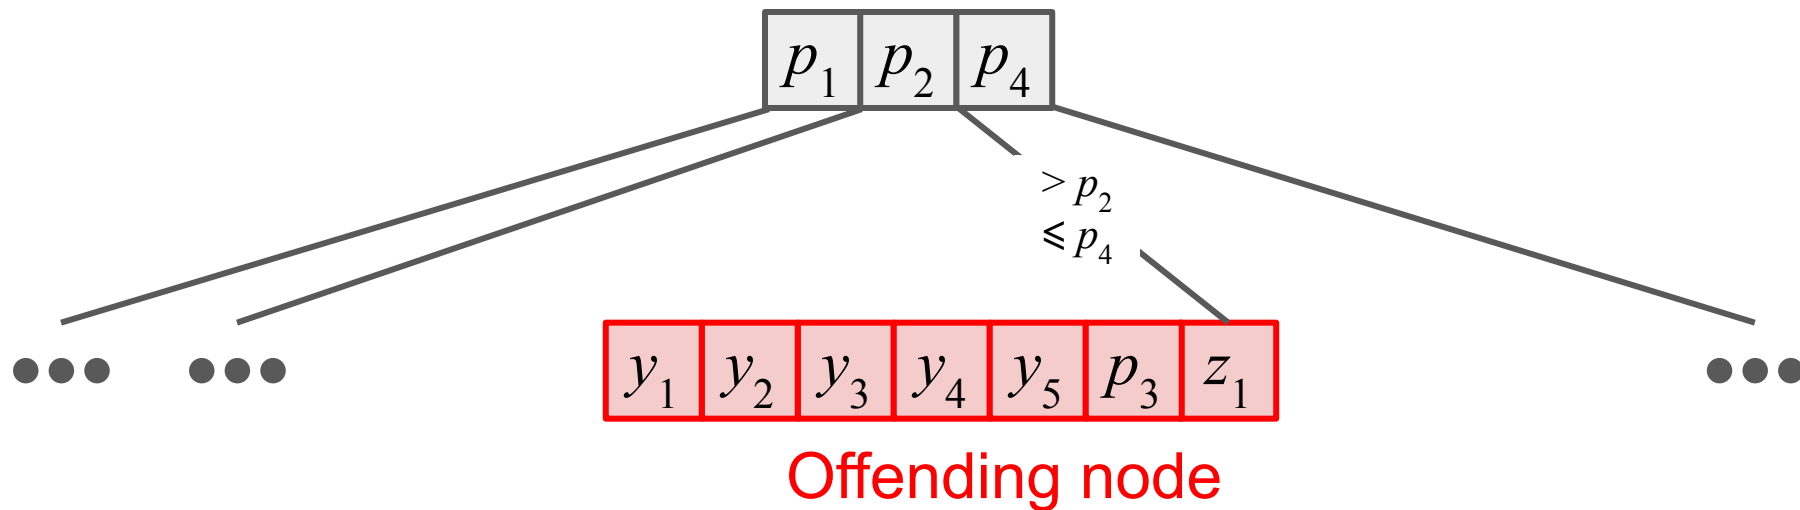 p₁ p₂ p₄
> p₂
⩽ p₄
y₁ y₂ y₃ y₄ y₅ p₃ z₁
Offending node